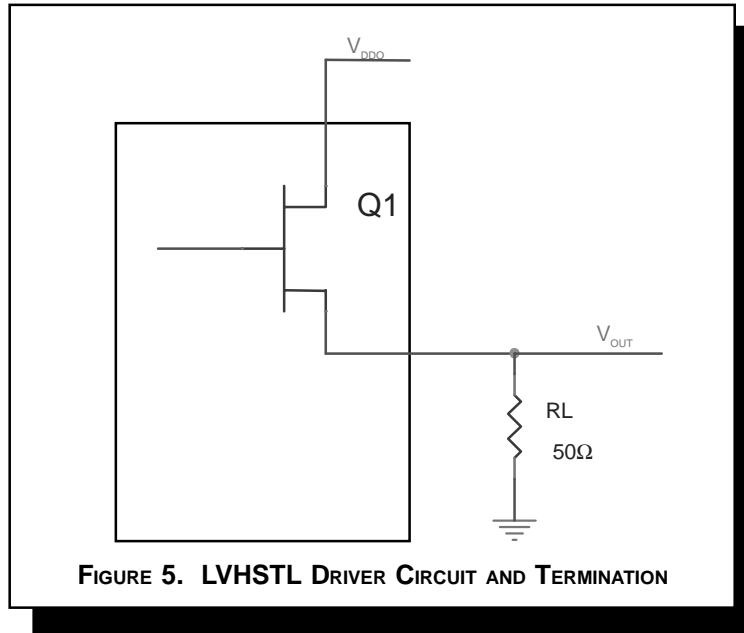 VDDO
Q1
VOUT
RL
50Ω
FIGURE 5. LVHSTL DRIVER CIRCUIT AND TERMINATION